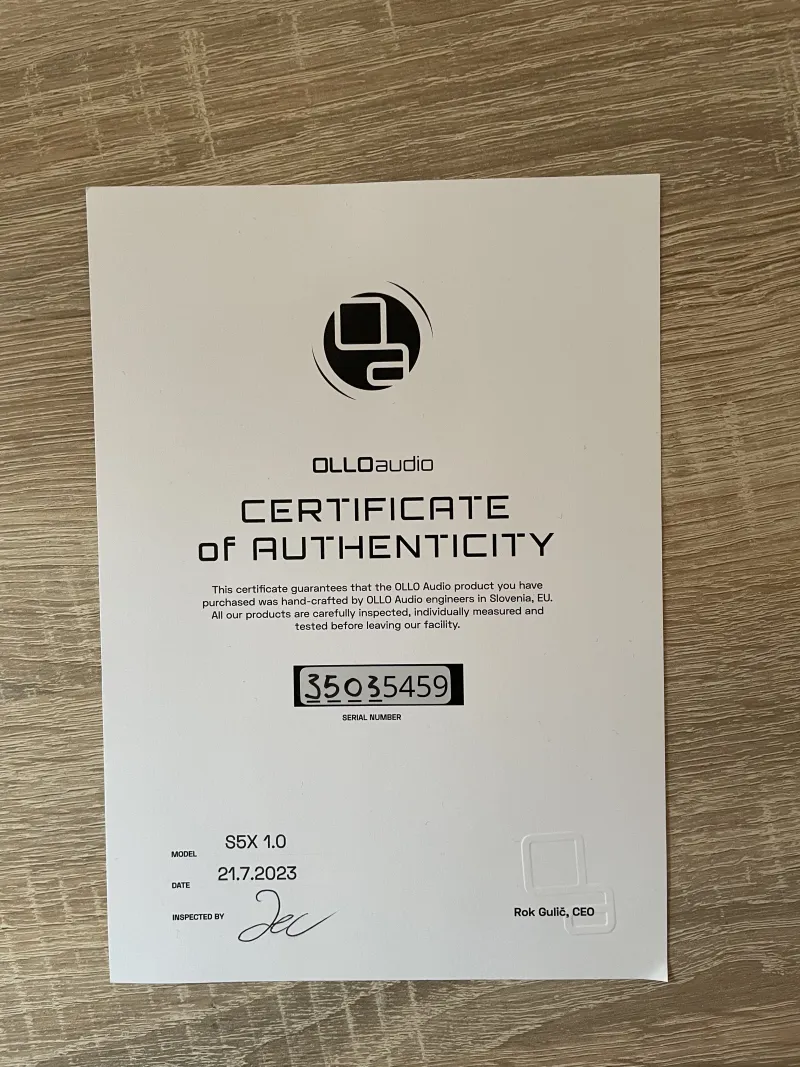 OLLOaudio
CERTIFICATE
of AUTHENTICITY
This certificate guarantees that the OLLO Audio product you have
purchased was hand-crafted by OLLO Audio engineers in Slovenia, EU.
All our products are carefully inspected, individually measured and
tested before leaving our facility.
35035459
SERIAL NUMBER
MODEL S5X 1.0
DATE 21.7.2023
INSPECTED BY
Rok Gulič, CEO